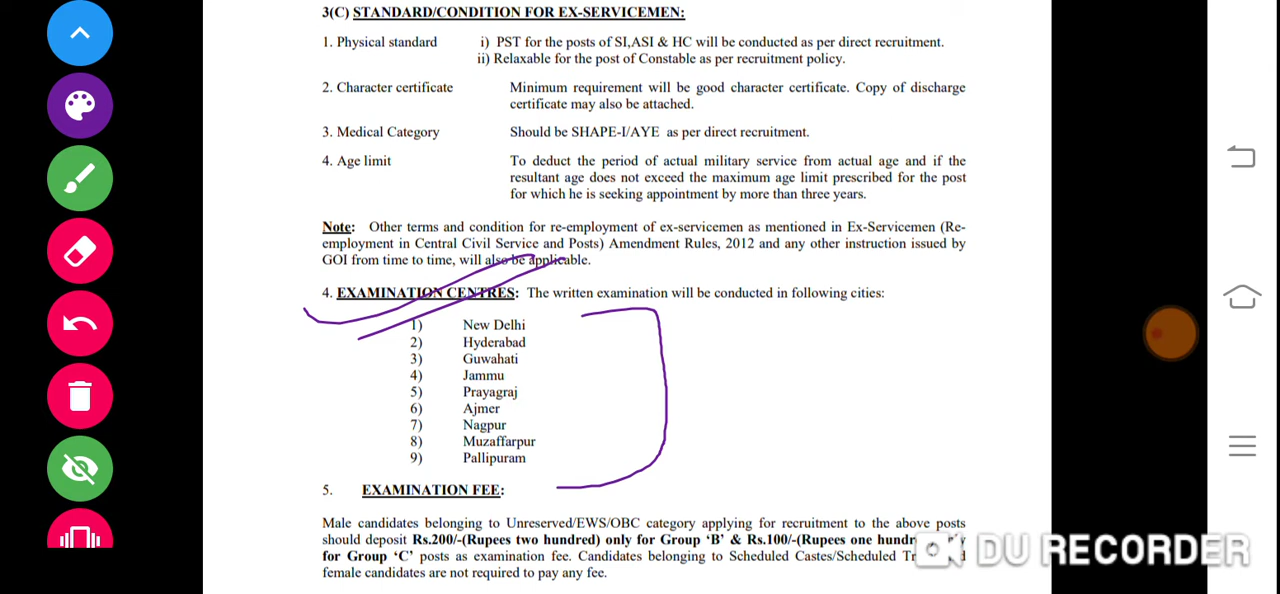 3(C) STANDARD/CONDITION FOR EX-SERVICEMEN:
1. Physical standard i) PST for the posts of SI,ASI & HC will be conducted as per direct recruitment.
ii) Relaxable for the post of Constable as per recruitment policy.
2. Character certificate Minimum requirement will be good character certificate. Copy of discharge
certificate may also be attached.
3. Medical Category Should be SHAPE-I/AYE as per direct recruitment.
4. Age limit To deduct the period of actual military service from actual age and if the
resultant age does not exceed the maximum age limit prescribed for the post
for which he is seeking appointment by more than three years.
Note: Other terms and condition for re-employment of ex-servicemen as mentioned in Ex-Servicemen (Re-
employment in Central Civil Service and Posts) Amendment Rules, 2012 and any other instruction issued by
GOI from time to time, will also be applicable.
4. EXAMINATION CENTRES: The written examination will be conducted in following cities:
1) New Delhi
2) Hyderabad
3) Guwahati
4) Jammu
5) Prayagraj
6) Ajmer
7) Nagpur
8) Muzaffarpur
9) Pallipuram
5. EXAMINATION FEE:
Male candidates belonging to Unreserved/EWS/OBC category applying for recruitment to the above posts
should deposit Rs.200/-(Rupees two hundred) only for Group ‘B’ & Rs.100/-(Rupees one
for Group ‘C’ posts as examination fee. Candidates belonging to Scheduled Castes/Scheduled
female candidates are not required to pay any fee.
DU RECORDER